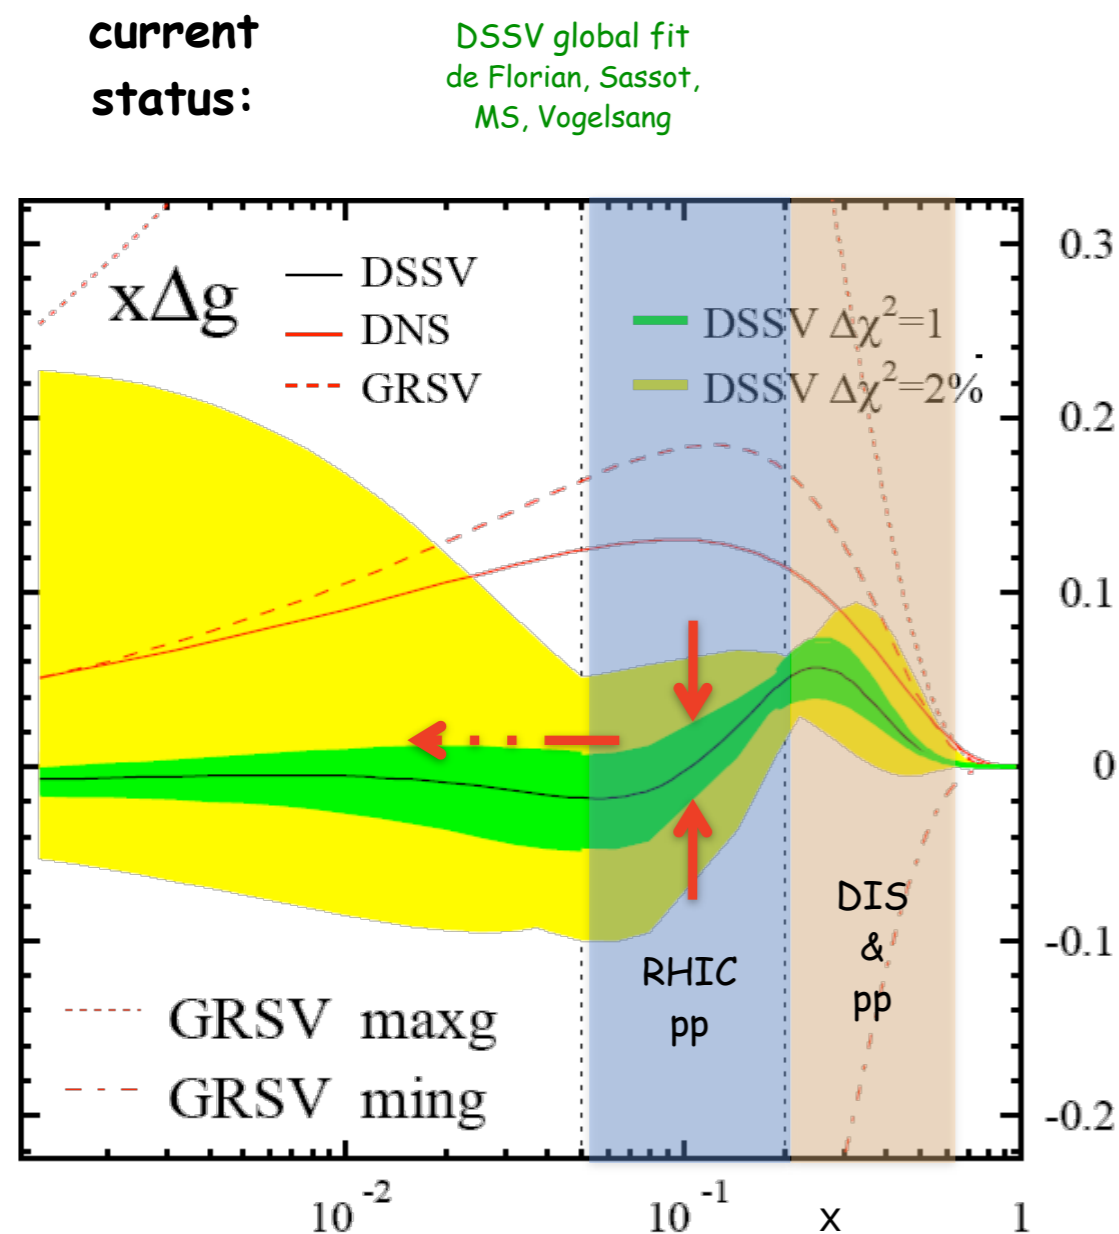 current
status:
DSSV global fit
de Florian, Sassot,
MS, Vogelsang
xΔg
DSSV
DNS
GRSV
DSSV Δχ²=1
DSSV Δχ²=2%
0.3
0.2
0.1
0
-0.1
-0.2
RHIC
pp
DIS
&
pp
GRSV maxg
GRSV ming
10⁻²
10⁻¹
x
1